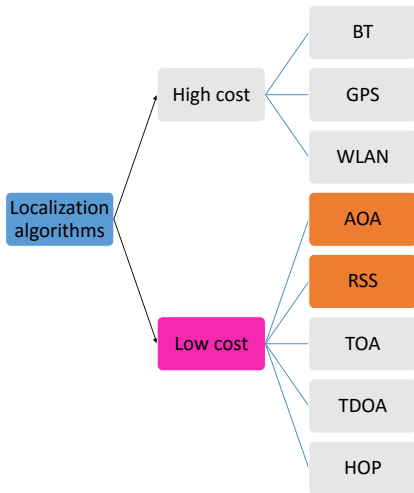 Localization
algorithms
High cost
Low cost
BT
GPS
WLAN
AOA
RSS
TOA
TDOA
HOP